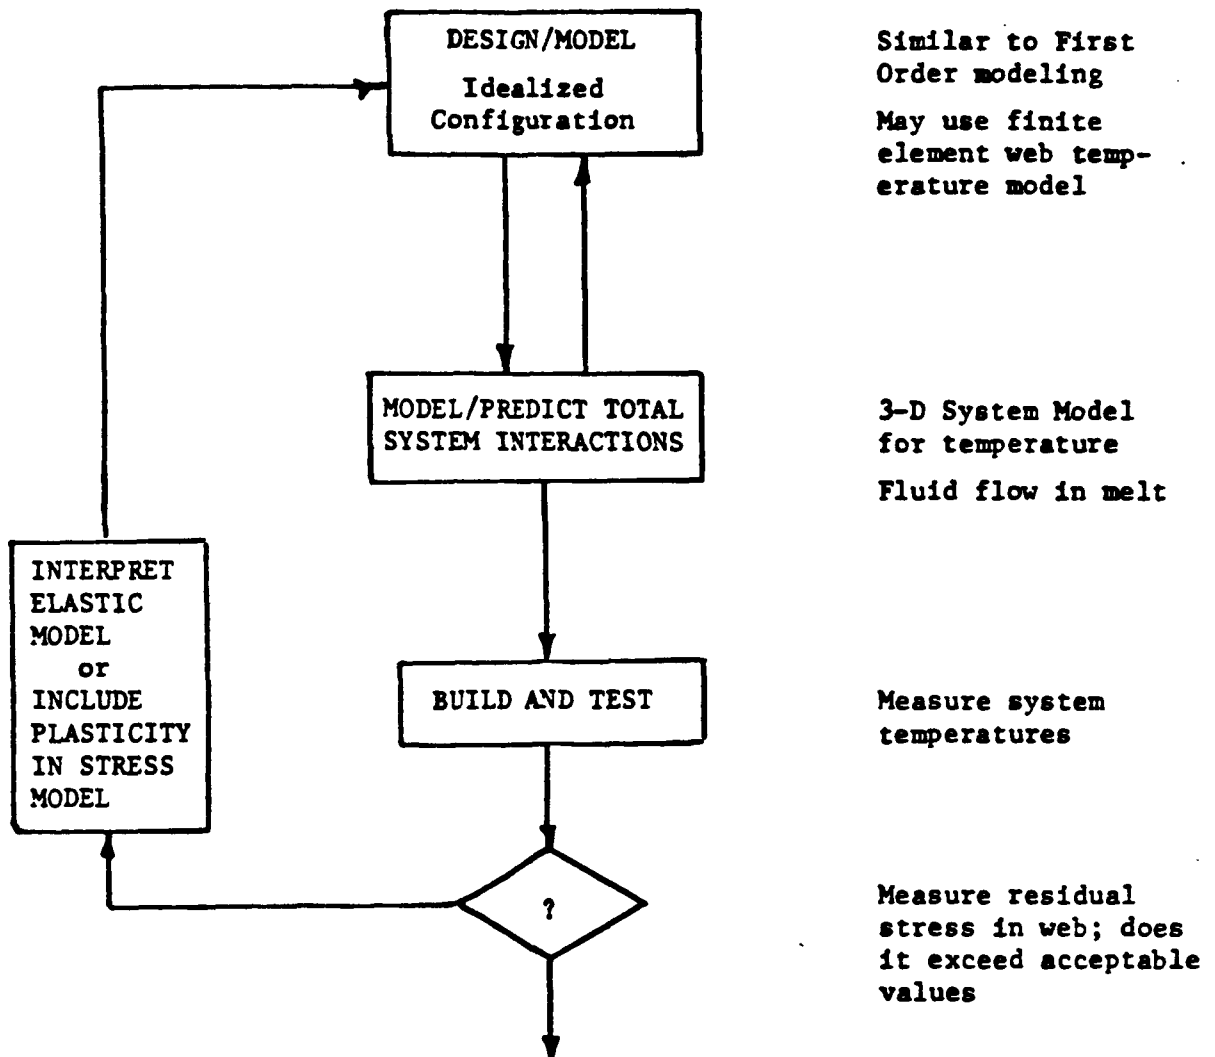 DESIGN/MODEL
Idealized
Configuration
Similar to First
Order modeling
May use finite
element web temp-
erature model
MODEL/PREDICT TOTAL
SYSTEM INTERACTIONS
3-D System Model
for temperature
Fluid flow in melt
INTERPRET
ELASTIC
MODEL
or
INCLUDE
PLASTICITY
IN STRESS
MODEL
BUILD AND TEST
Measure system
temperatures
?
Measure residual
stress in web; does
it exceed acceptable
values